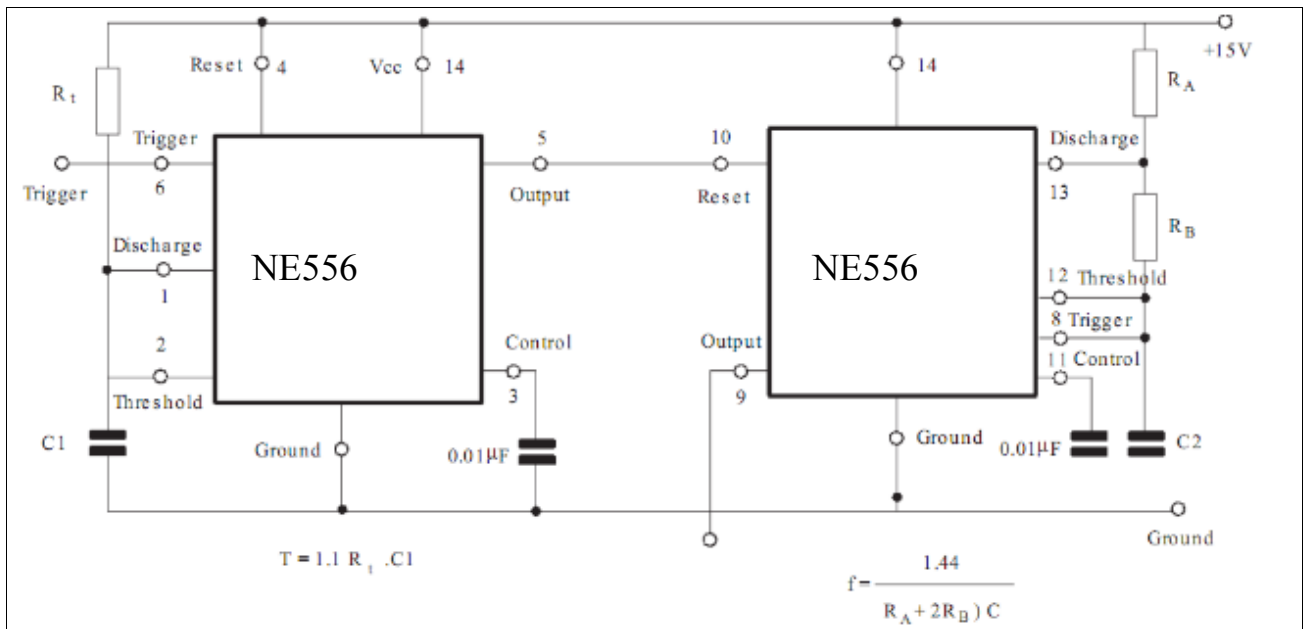 +15V
Reset
4
Vcc
14
14
R t
R A
Trigger
5
10
Discharge
Trigger
6
Output
Reset
13
R B
Discharge
NE556
NE556
1
12 Threshold
8 Trigger
2
Control
Output
11 Control
Threshold
3
9
C1
Ground
0.01µF
Ground
0.01µF
C2
Ground
T = 1.1 R t .C1
1.44
f=
R A + 2R B ) C